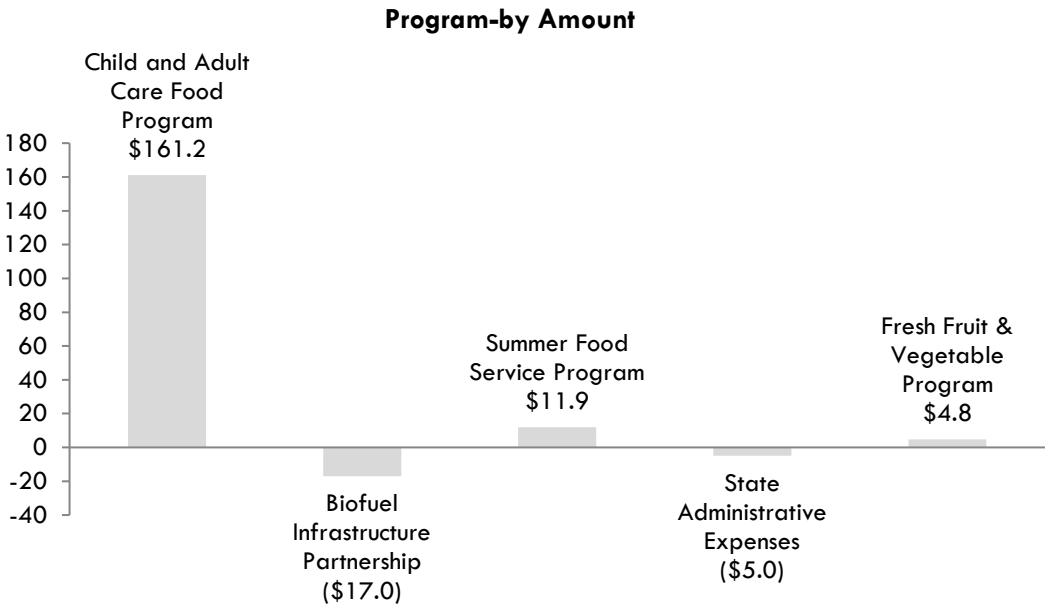 Program-by Amount
Child and Adult
Care Food
Program
$161.2
180
160
140
120
100
80
60
40
20
0
-20
-40
Biofuel
Infrastructure
Partnership
($17.0)
Summer Food
Service Program
$11.9
State
Administrative
Expenses
($5.0)
Fresh Fruit &
Vegetable
Program
$4.8